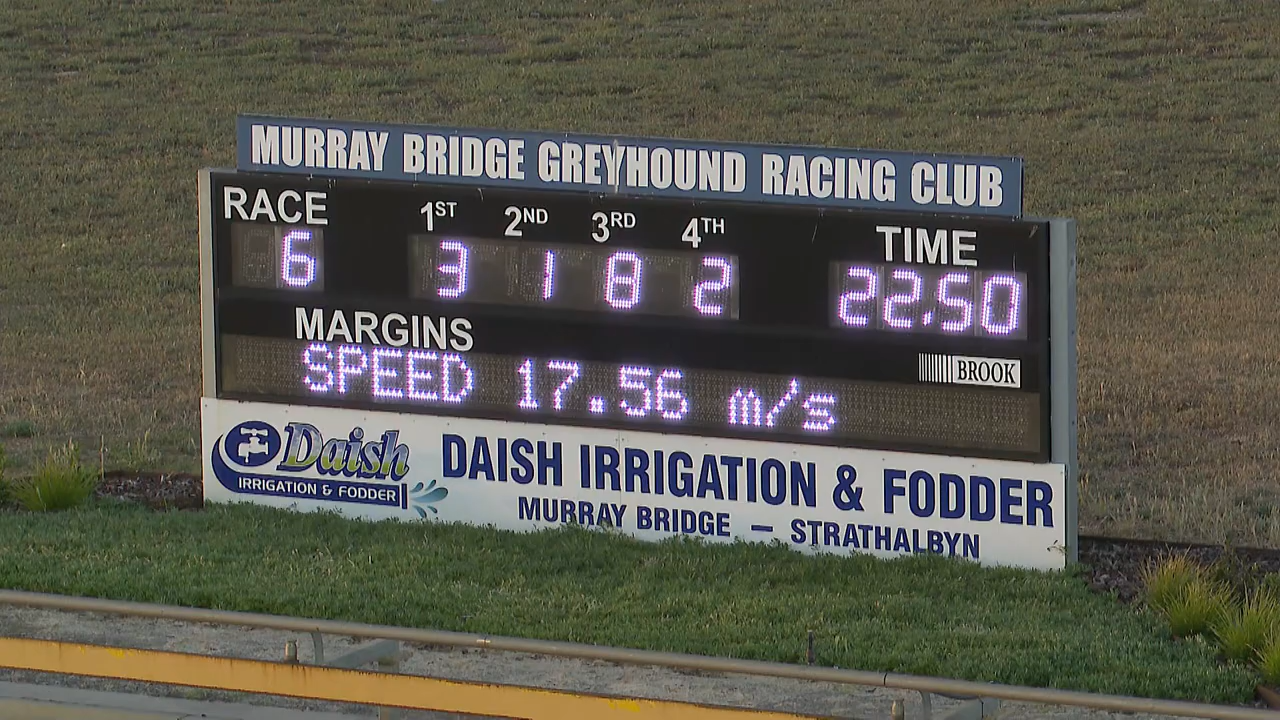 MURRAY BRIDGE GREYHOUND RACING CLUB
RACE 1ST 2ND 3RD 4TH TIME
6 3 1 8 2 22.50
MARGINS
BROOK
SPEED 17.56 m/s
Daish
IRRIGATION & FODDER
DAISH IRRIGATION & FODDER
MURRAY BRIDGE – STRATHALBYN